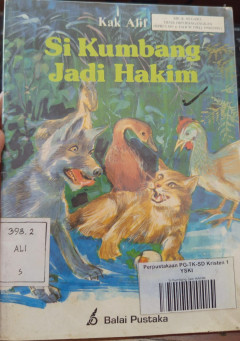 Kak Alif
Si Kumbang
Jadi Hakim
398.2
ALI
s
Perpustakaan PG-TK-SD Kristen 1
YSKI
Balai Pustaka